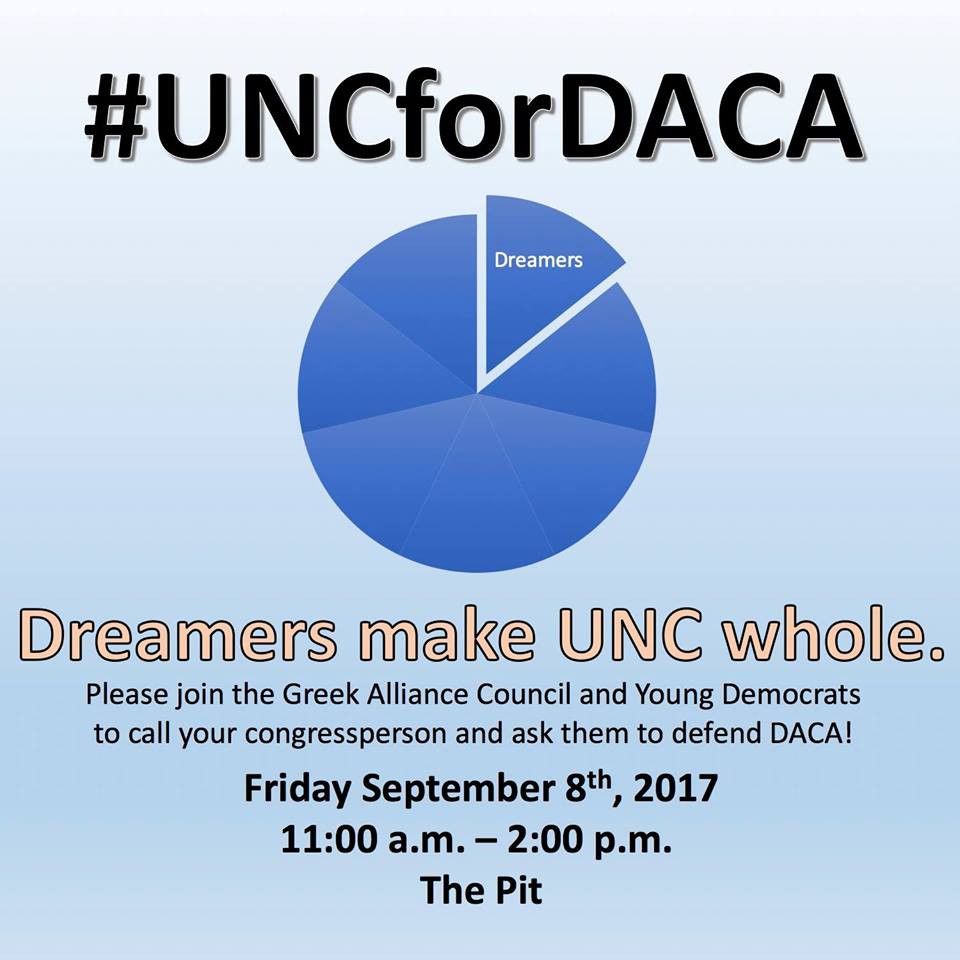 #UNCforDACA
Dreamers
Dreamers make UNC whole.
Please join the Greek Alliance Council and Young Democrats
to call your congressperson and ask them to defend DACA!
Friday September 8th, 2017
11:00 a.m. – 2:00 p.m.
The Pit